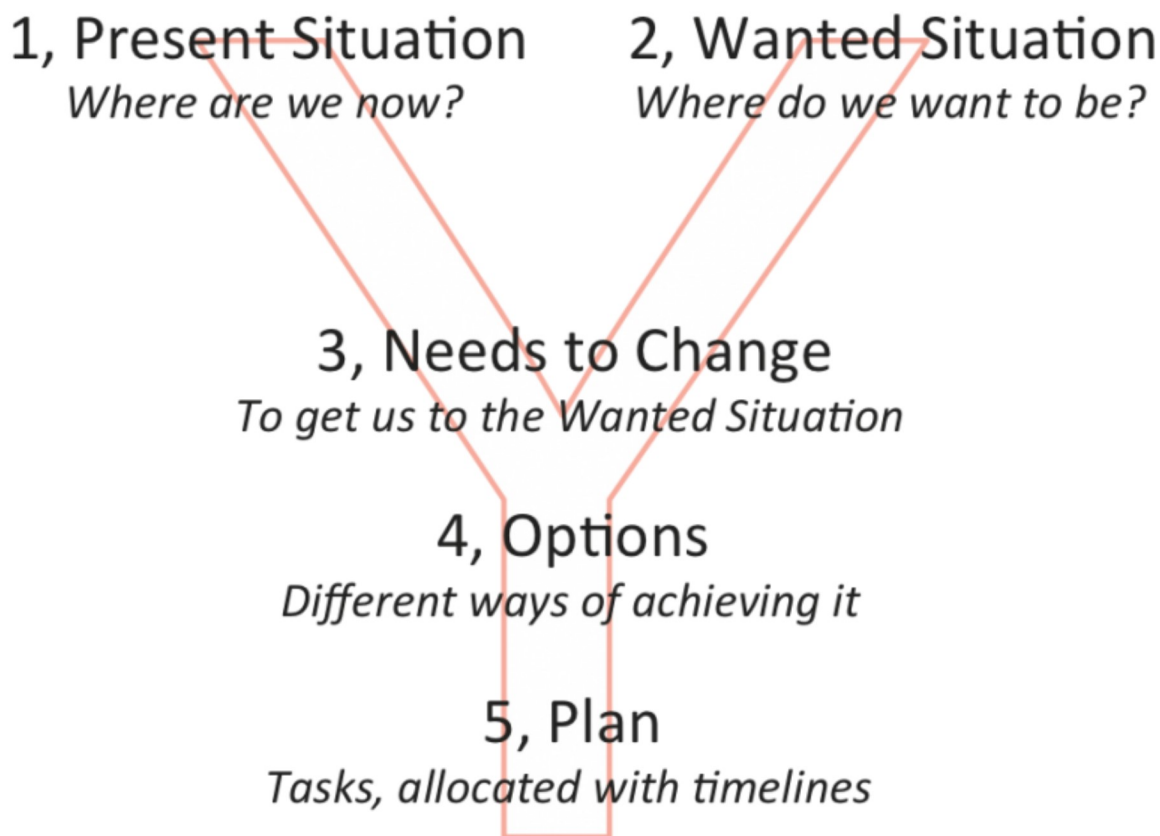 1, Present Situation
Where are we now?
2, Wanted Situation
Where do we want to be?
3, Needs to Change
To get us to the Wanted Situation
4, Options
Different ways of achieving it
5, Plan
Tasks, allocated with timelines